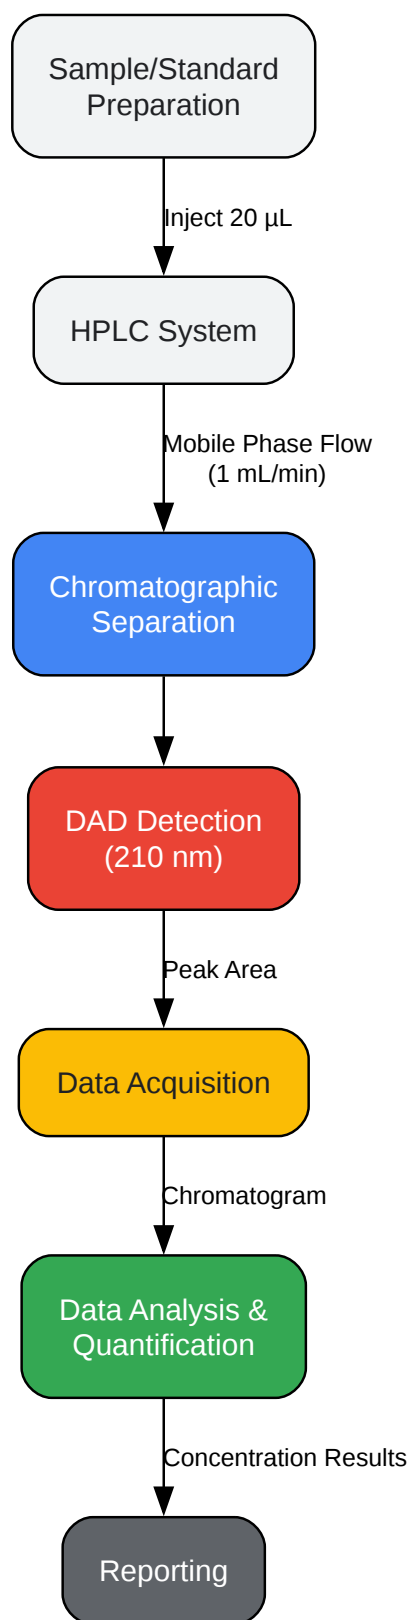 Sample/Standard
Preparation
Inject 20 µL
HPLC System
Mobile Phase Flow
(1 mL/min)
Chromatographic
Separation
DAD Detection
(210 nm)
Peak Area
Data Acquisition
Chromatogram
Data Analysis &
Quantification
Concentration Results
Reporting